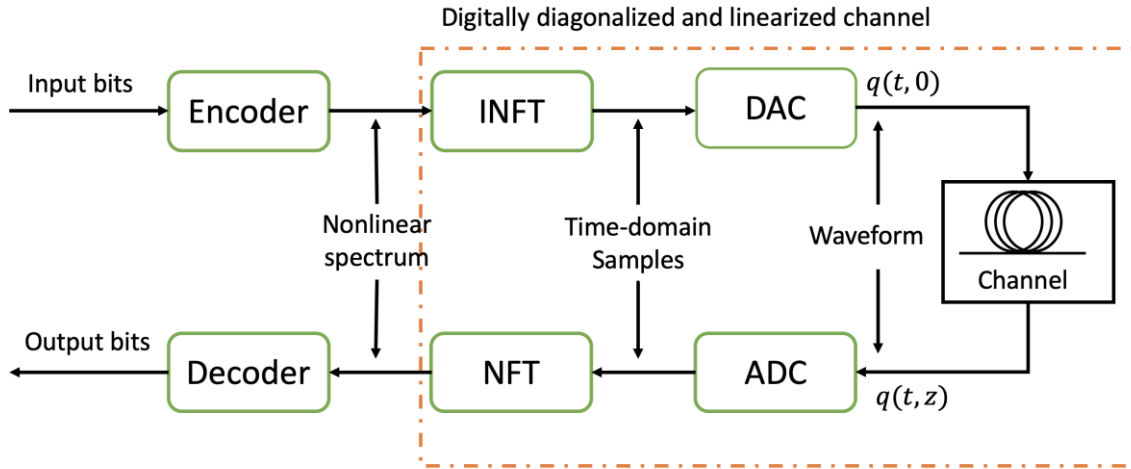 Digitally diagonalized and linearized channel
Input bits
Encoder
INFT
DAC
q(t, 0)
Nonlinear
spectrum
Time-domain
Samples
Waveform
Channel
Output bits
Decoder
NFT
ADC
q(t, z)